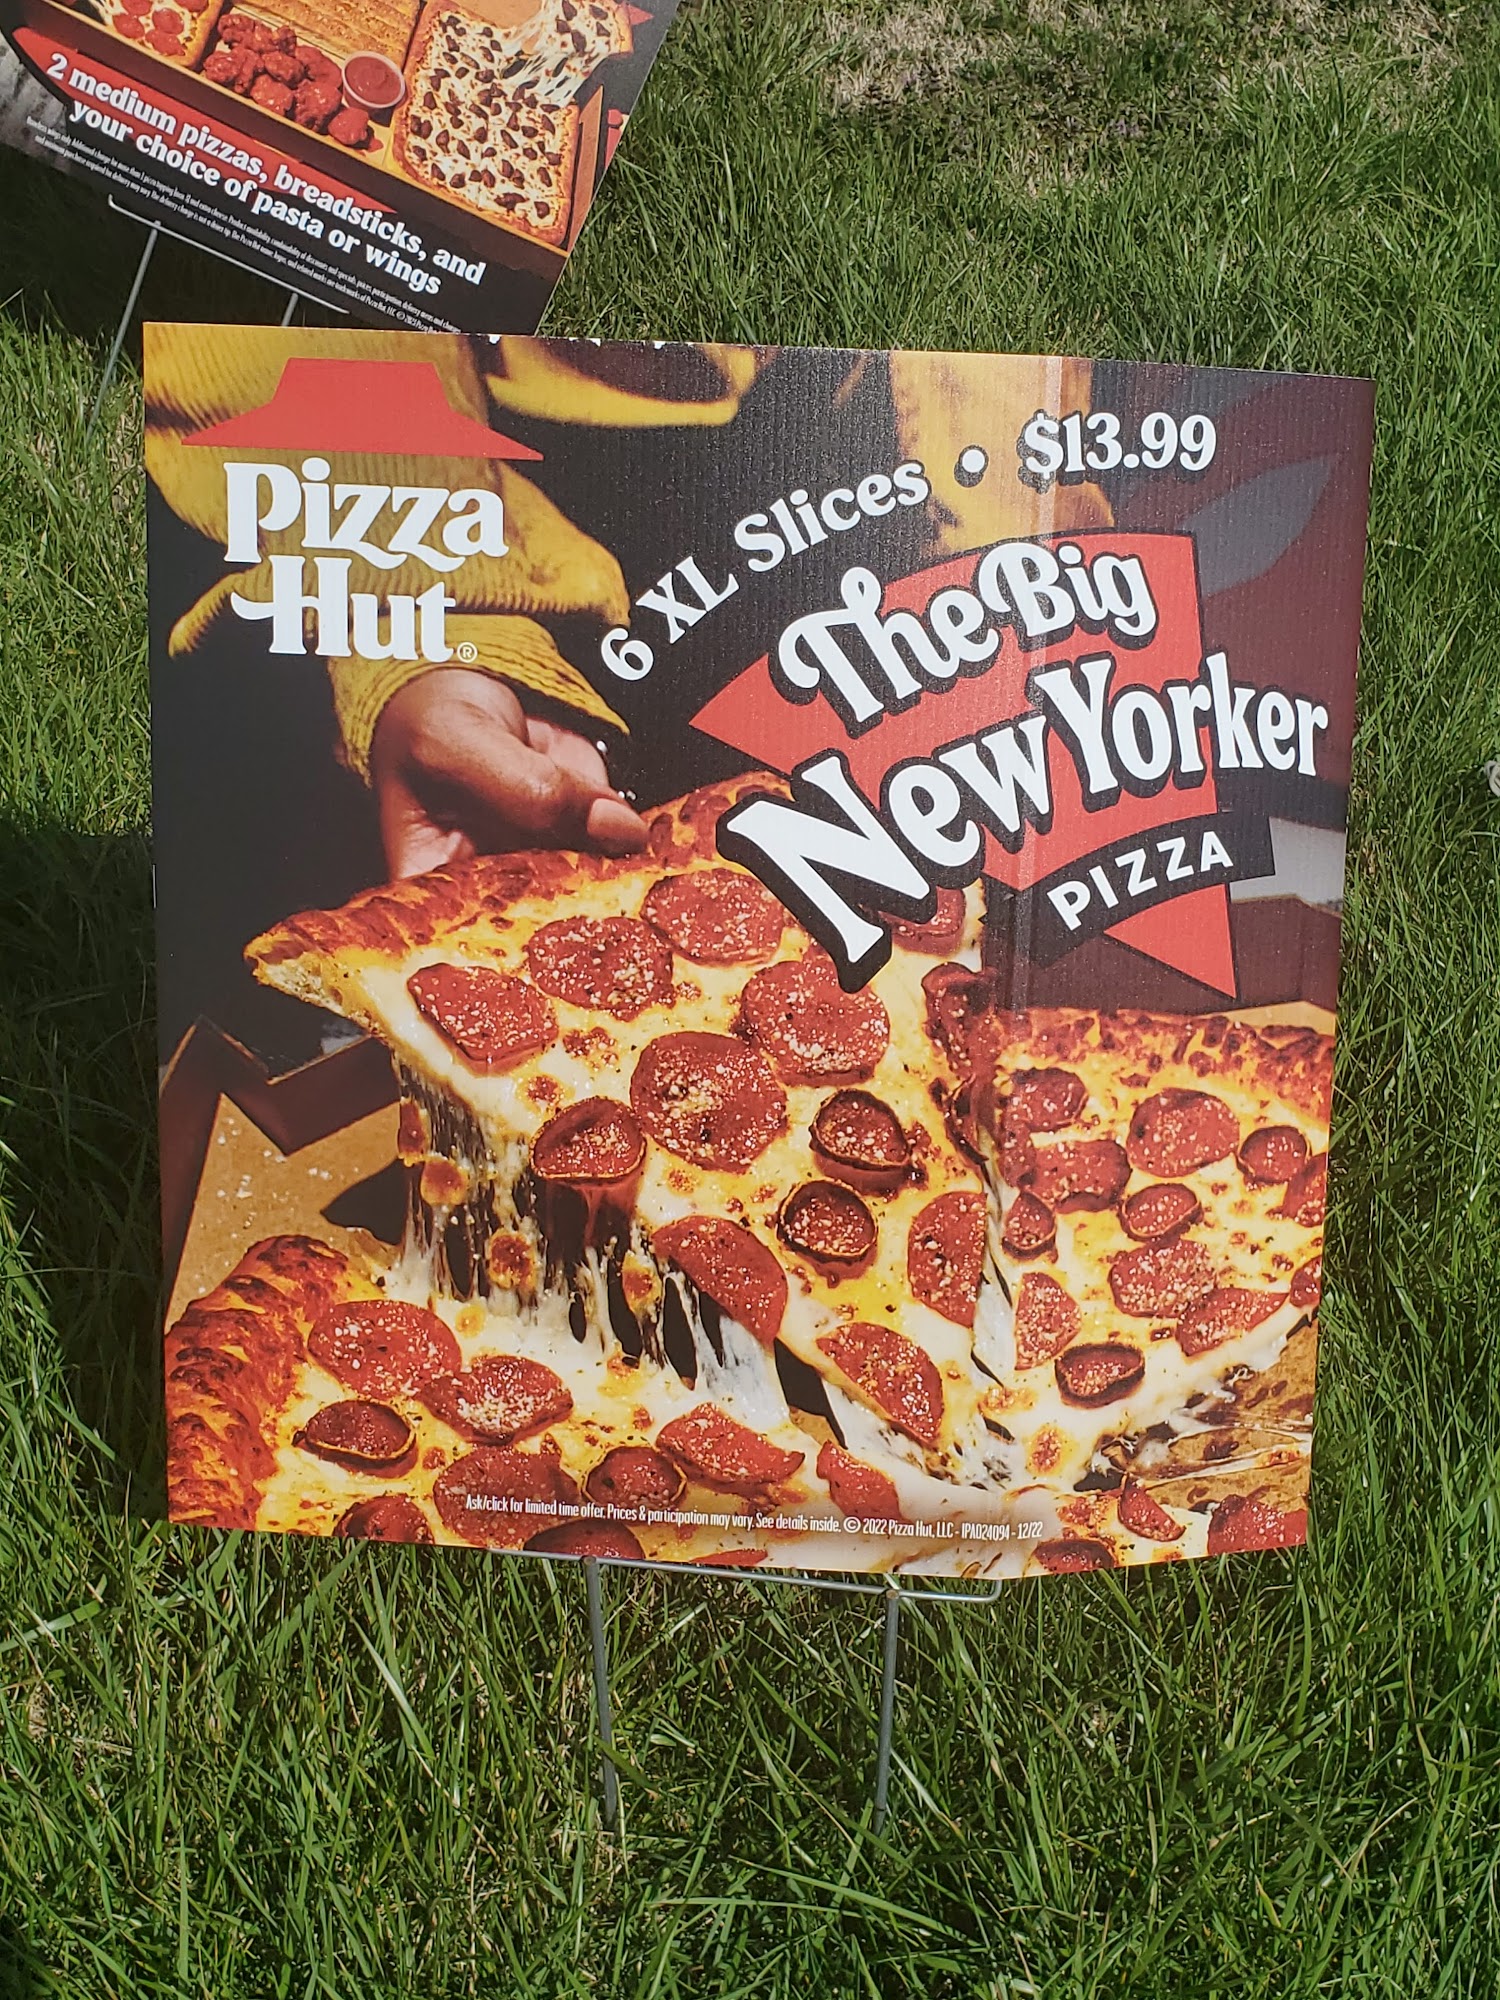 2 medium pizzas, breadsticks, and
your choice of pasta or wings
Pizza
Hut®
6 XL Slices • $13.99
The Big
New Yorker
PIZZA
Ask/click for limited time offer. Prices & participation may vary. See details inside. © 2022 Pizza Hut, LLC - IPA024094 - 12/22